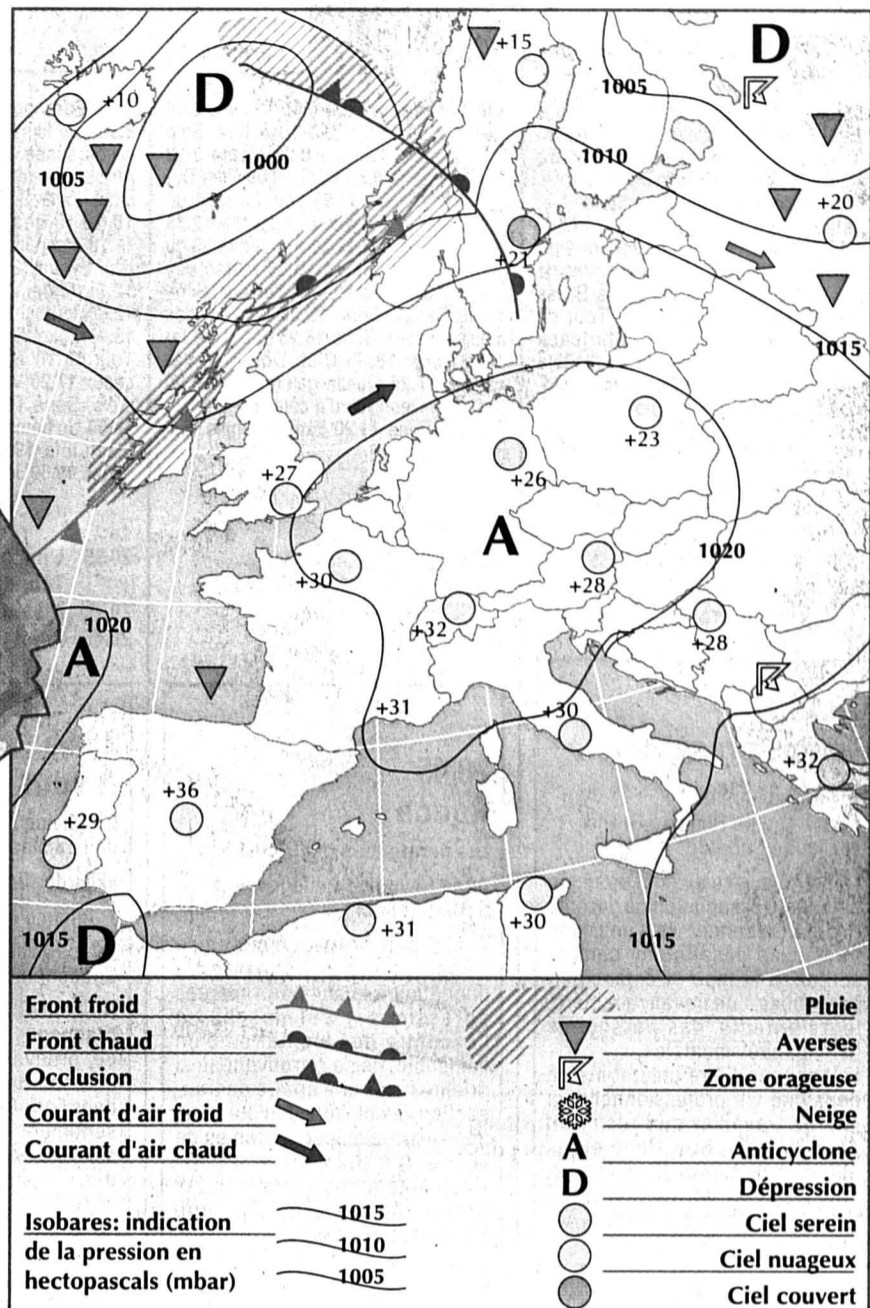 +15
D
+10
D
1005
1000
1005
1010
+20
+21
1015
+23
+27
+26
A
1020
+30
+28
+32
+28
1020
A
+31
+30
+32
+36
+29
+31
+30
1015
D
1015
Front froid
Front chaud
Occlusion
Courant d'air froid
Courant d'air chaud
Isobares: indication
de la pression en
hectopascals (mbar)
1015
1010
1005
Pluie
Averses
Zone orageuse
Neige
A Anticyclone
D Dépression
Ciel serein
Ciel nuageux
Ciel couvert